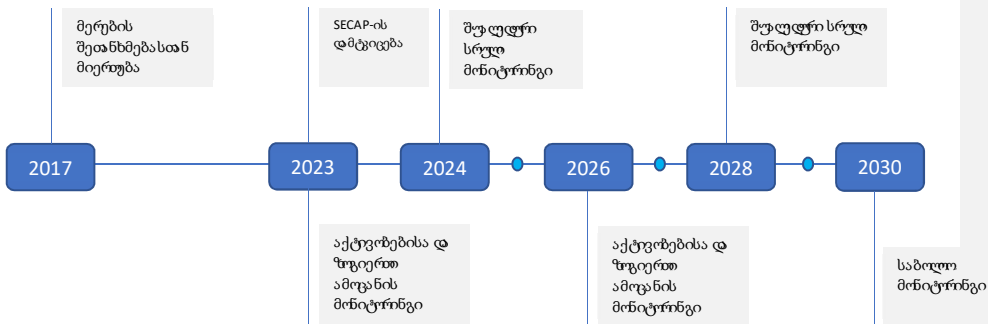 მერების
შეთანხმებასთან
მიერთუბა
SECAP-ის
დამტკიცება
შუალედური
სრული
მონიტორინგი
შუალედური სრული
მონიტორინგი
2017
2023
2024
2026
2028
2030
აქტივობებისა და
ზოგიერთი
ამოცანის
მონიტორინგი
აქტივობებისა და
ზოგიერთი
ამოცანის
მონიტორინგი
საბოლოო
მონიტორინგი